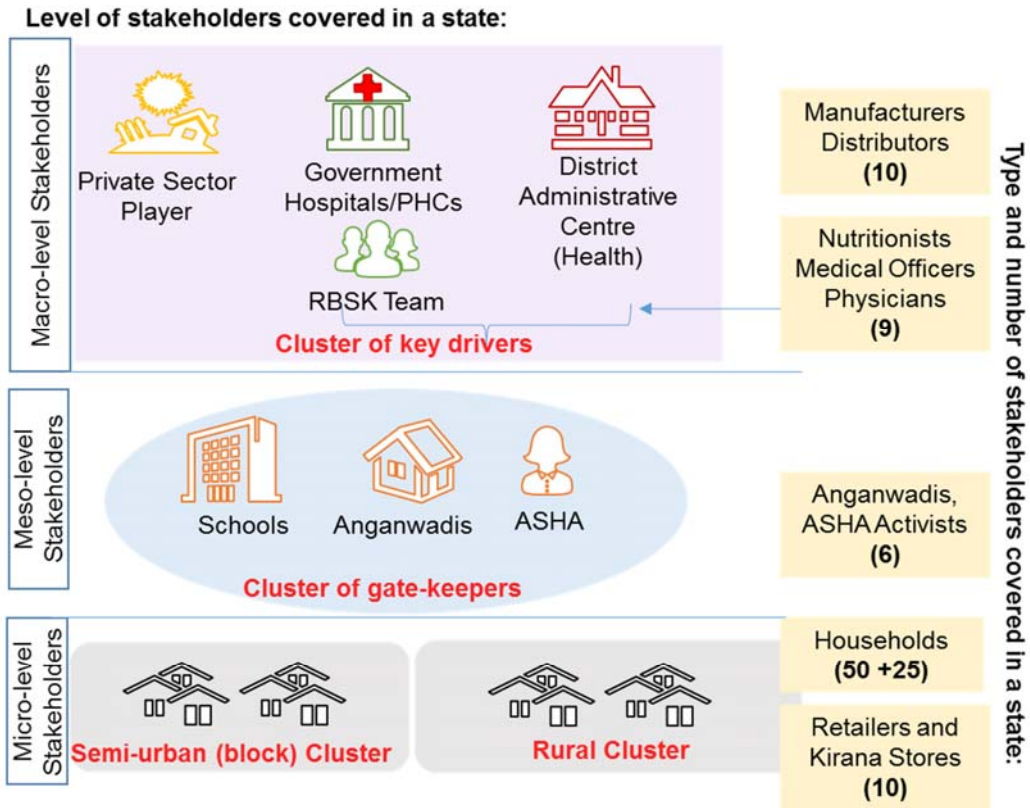 Level of stakeholders covered in a state:
Macro-level Stakeholders
Private Sector
Player
Government
Hospitals/PHCs
RBSK Team
District
Administrative
Centre
(Health)
Cluster of key drivers
Manufacturers
Distributors
(10)
Nutritionists
Medical Officers
Physicians
(9)
Meso-level
Stakeholders
Schools
Anganwadis
ASHA
Cluster of gate-keepers
Anganwadis,
ASHA Activists
(6)
Micro-level
Stakeholders
Semi-urban (block) Cluster
Rural Cluster
Households
(50 +25)
Retailers and
Kirana Stores
(10)
Type and number of stakeholders covered in a state: